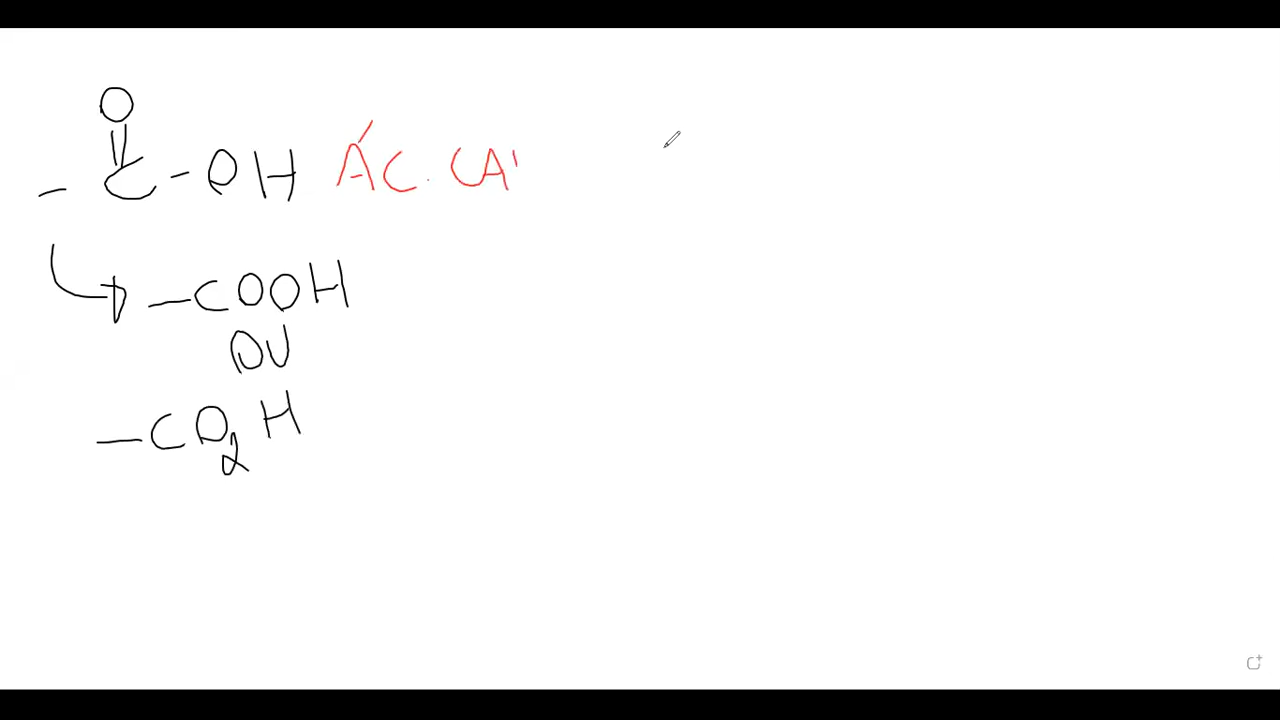 O
- C - OH ÁC. CA
—COOH
OU
—CO₂H